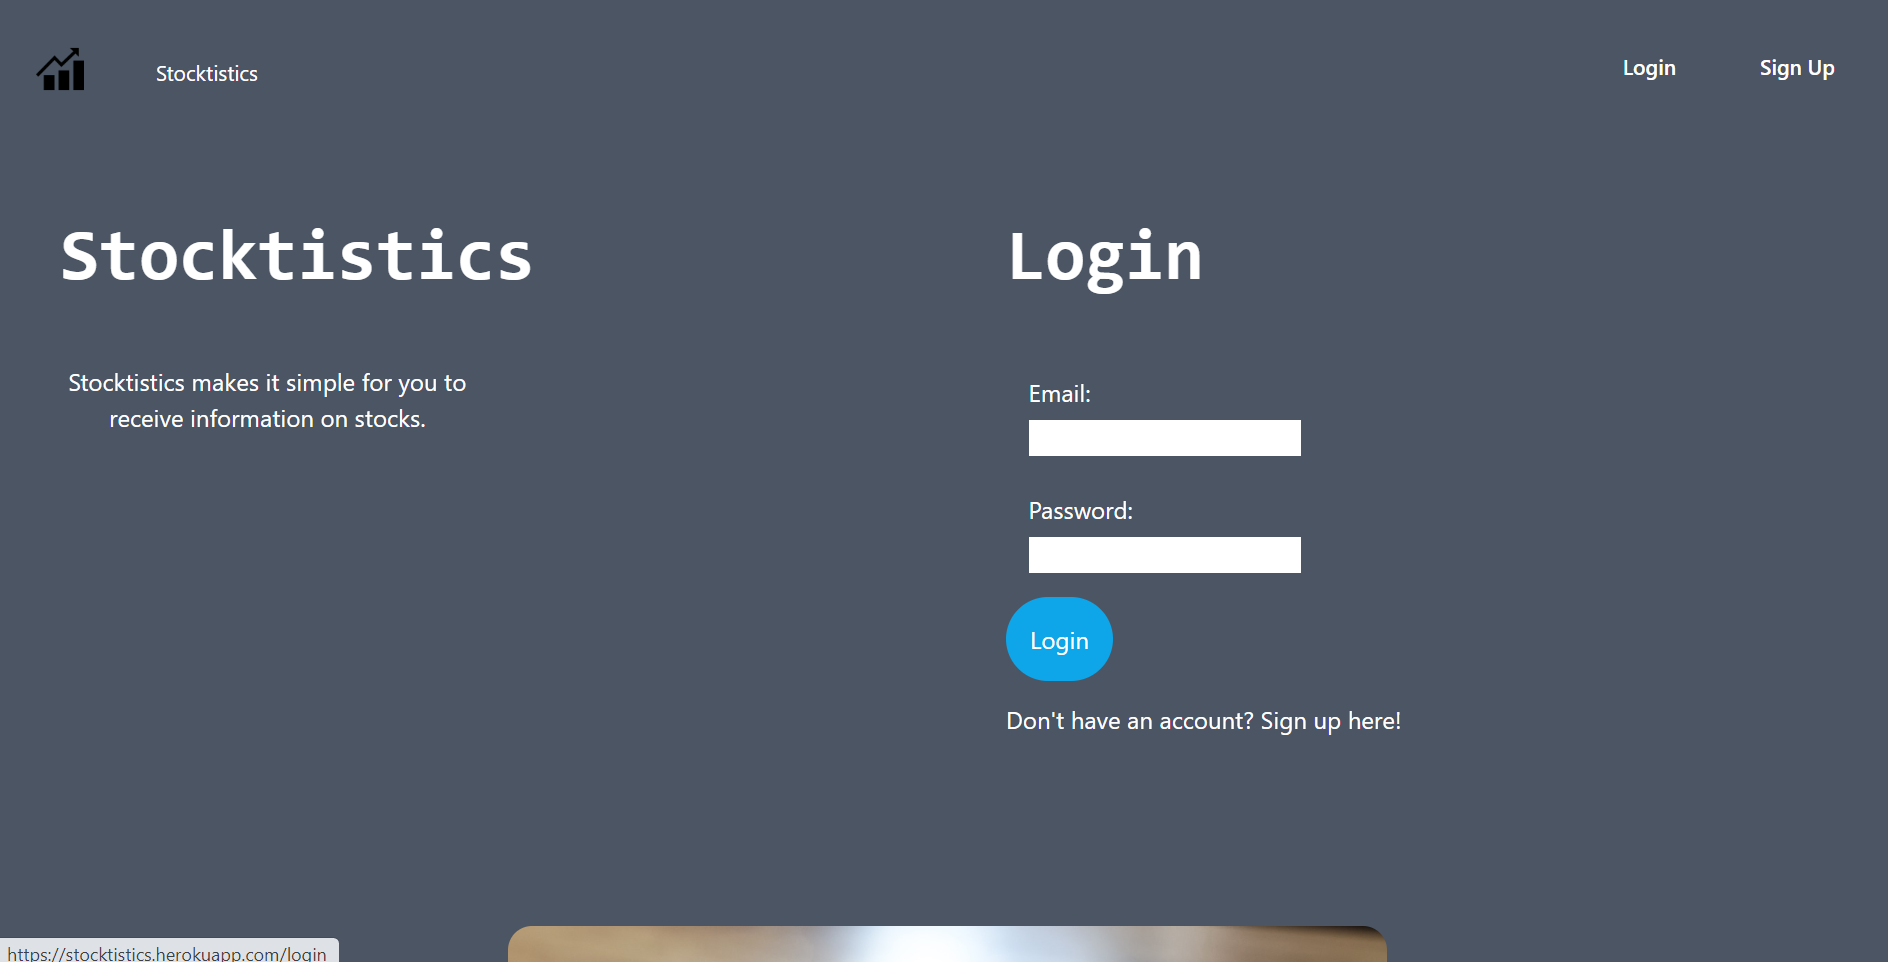 Stocktistics
Login
Sign Up
Stocktistics
Stocktistics makes it simple for you to
receive information on stocks.
Login
Email:
Password:
Login
Don't have an account? Sign up here!
https://stocktistics.herokuapp.com/login